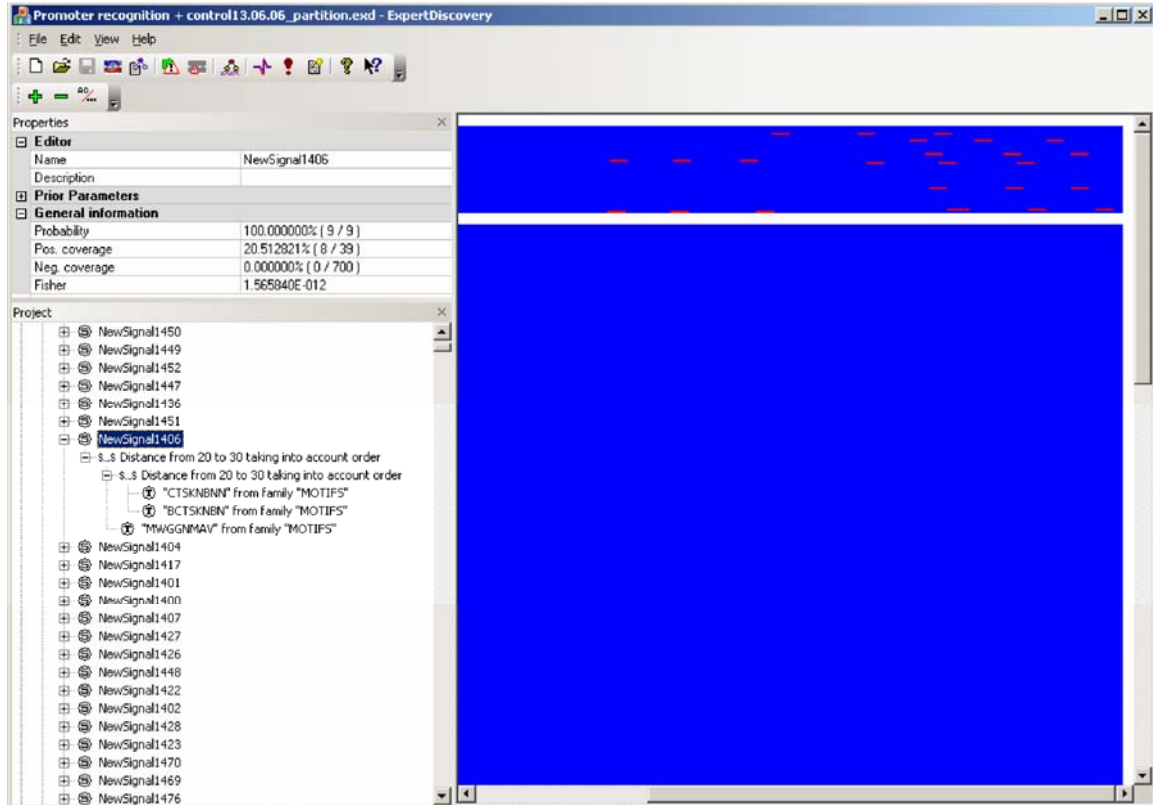 Promoter recognition + control13.06.06_partition.exd - ExpertDiscovery
File Edit View Help
Properties
Editor
Name NewSignal1406
Description
Prior Parameters
General information
Probability 100.000000% ( 9 / 9 )
Pos. coverage 20.512821% ( 8 / 39 )
Neg. coverage 0.000000% ( 0 / 700 )
Fisher 1.565840E-012
Project
NewSignal1450
NewSignal1449
NewSignal1452
NewSignal1447
NewSignal1436
NewSignal1451
NewSignal1406
S..S Distance from 20 to 30 taking into account order
S..S Distance from 20 to 30 taking into account order
"CTSKNBNN" from family "MOTIFS"
"BCTSKNBN" from family "MOTIFS"
"MWGGNMAV" from family "MOTIFS"
NewSignal1404
NewSignal1417
NewSignal1401
NewSignal1400
NewSignal1407
NewSignal1427
NewSignal1426
NewSignal1448
NewSignal1422
NewSignal1402
NewSignal1428
NewSignal1423
NewSignal1470
NewSignal1469
NewSignal1476